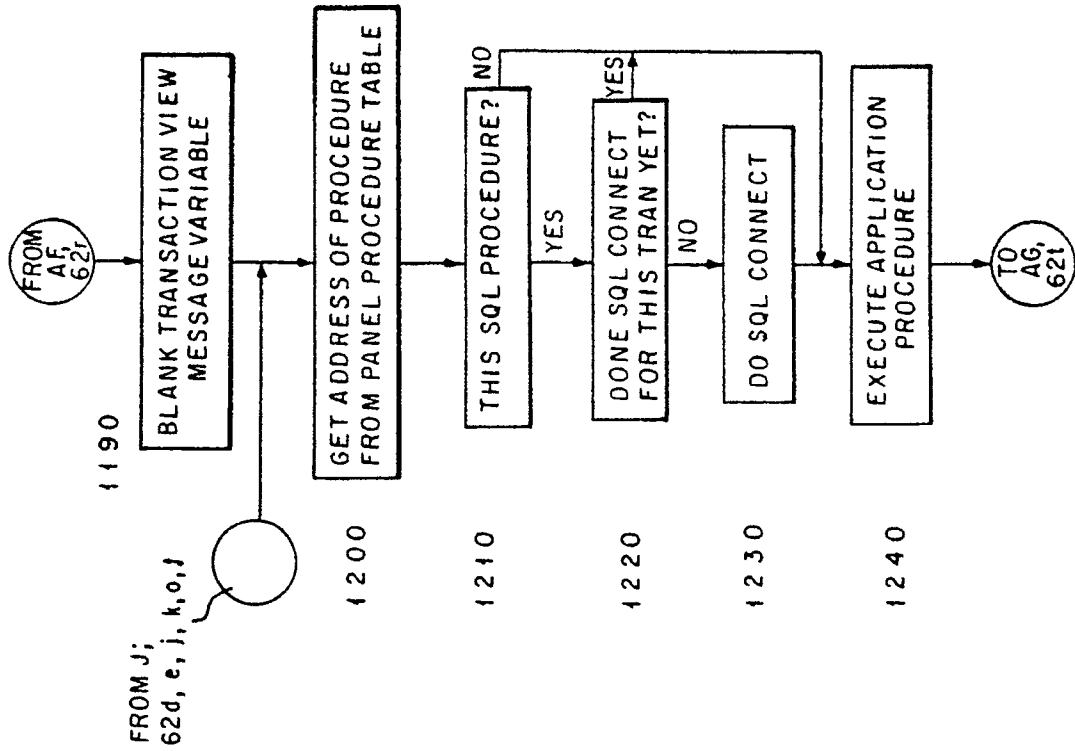 FROM
AF,
62r
1190
BLANK TRANSACTION VIEW
MESSAGE VARIABLE
FROM J;
62d, e, j, k, o, l
1200
GET ADDRESS OF PROCEDURE
FROM PANEL PROCEDURE TABLE
1210
THIS SQL PROCEDURE?
NO
YES
1220
DONE SQL CONNECT
FOR THIS TRAN YET?
YES
NO
1230
DO SQL CONNECT
1240
EXECUTE APPLICATION
PROCEDURE
TO
AG,
62t